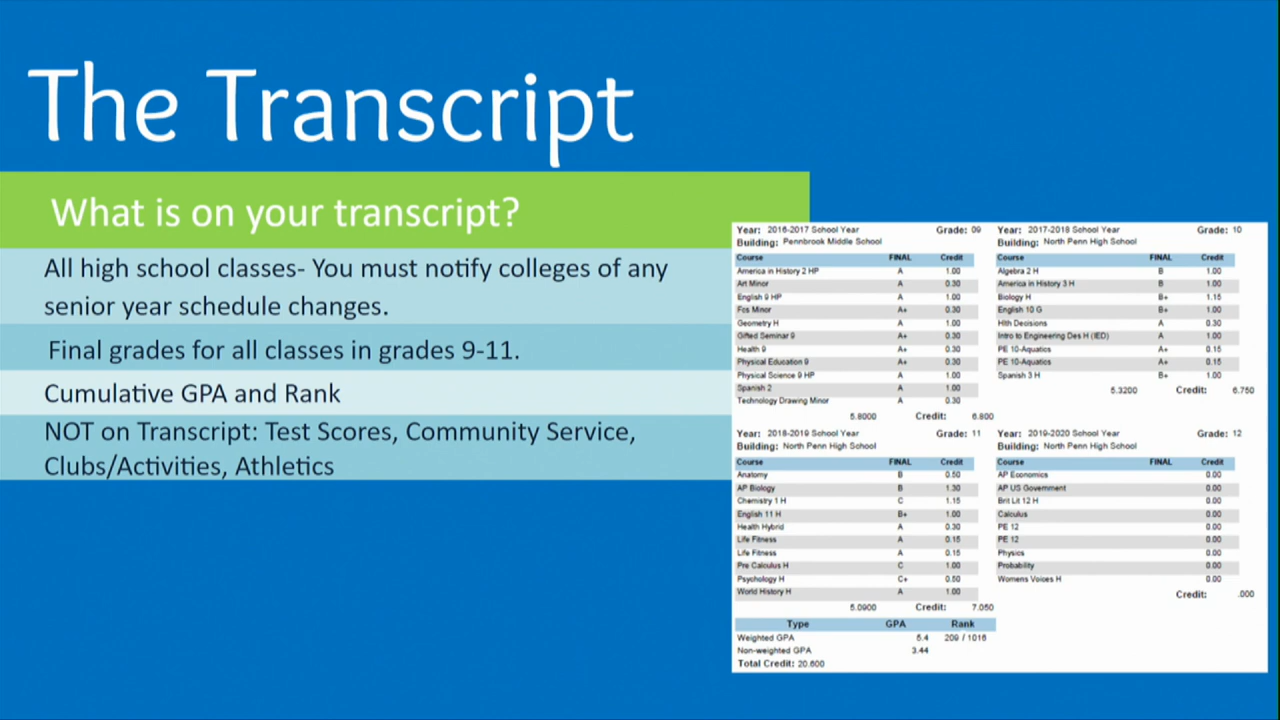 The Transcript
What is on your transcript?
All high school classes- You must notify colleges of any
senior year schedule changes.
Final grades for all classes in grades 9-11.
Cumulative GPA and Rank
NOT on Transcript: Test Scores, Community Service,
Clubs/Activities, Athletics
Year: 2016-2017 School Year Grade: 09
Building: Pennbrook Middle School
Course FINAL Credit
America in History 2 HP A 1.00
Art Minor A 0.30
English 9 HP A 1.00
Fcs Minor A+ 0.30
Geometry H A 1.00
Gifted Seminar 9 A+ 0.30
Health 9 A+ 0.30
Physical Education 9 A+ 0.30
Physical Science 9 HP A 1.00
Spanish 2 A 1.00
Technology Drawing Minor A 0.30
5.8000 Credit: 6.800
Year: 2017-2018 School Year Grade: 10
Building: North Penn High School
Course FINAL Credit
Algebra 2 H B 1.00
America in History 3 H B 1.00
Biology H B+ 1.15
English 10 G B+ 1.00
Hlth Decisions A 0.30
Intro to Engineering Des H (IED) A 1.00
PE 10-Aquatics A+ 0.15
PE 10-Aquatics A+ 0.15
Spanish 3 H B+ 1.00
5.3200 Credit: 6.750
Year: 2018-2019 School Year Grade: 11
Building: North Penn High School
Course FINAL Credit
Anatomy B 0.50
AP Biology B 1.30
Chemistry 1 H C 1.15
English 11 H B+ 1.00
Health Hybrid A 0.30
Life Fitness A 0.15
Life Fitness A 0.15
Pre Calculus H C 1.00
Psychology H C+ 0.50
World History H A 1.00
5.0900 Credit: 7.050
Year: 2019-2020 School Year Grade: 12
Building: North Penn High School
Course FINAL Credit
AP Economics 0.00
AP US Government 0.00
Brit Lit 12 H 0.00
Calculus 0.00
PE 12 0.00
PE 12 0.00
Physics 0.00
Probability 0.00
Womens Voices H 0.00
Credit: .000
Type GPA Rank
Weighted GPA 5.4 209 / 1016
Non-weighted GPA 3.44
Total Credit: 20.600